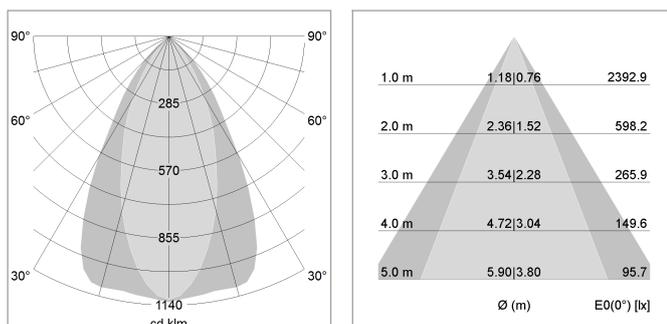 90° 90°
285
60° 60°
570
855
30° 30°
1140
cd klm
1.0 m 1.18|0.76 2392.9
2.0 m 2.36|1.52 598.2
3.0 m 3.54|2.28 265.9
4.0 m 4.72|3.04 149.6
5.0 m 5.90|3.80 95.7
Ø (m) E0(0°) [lx]